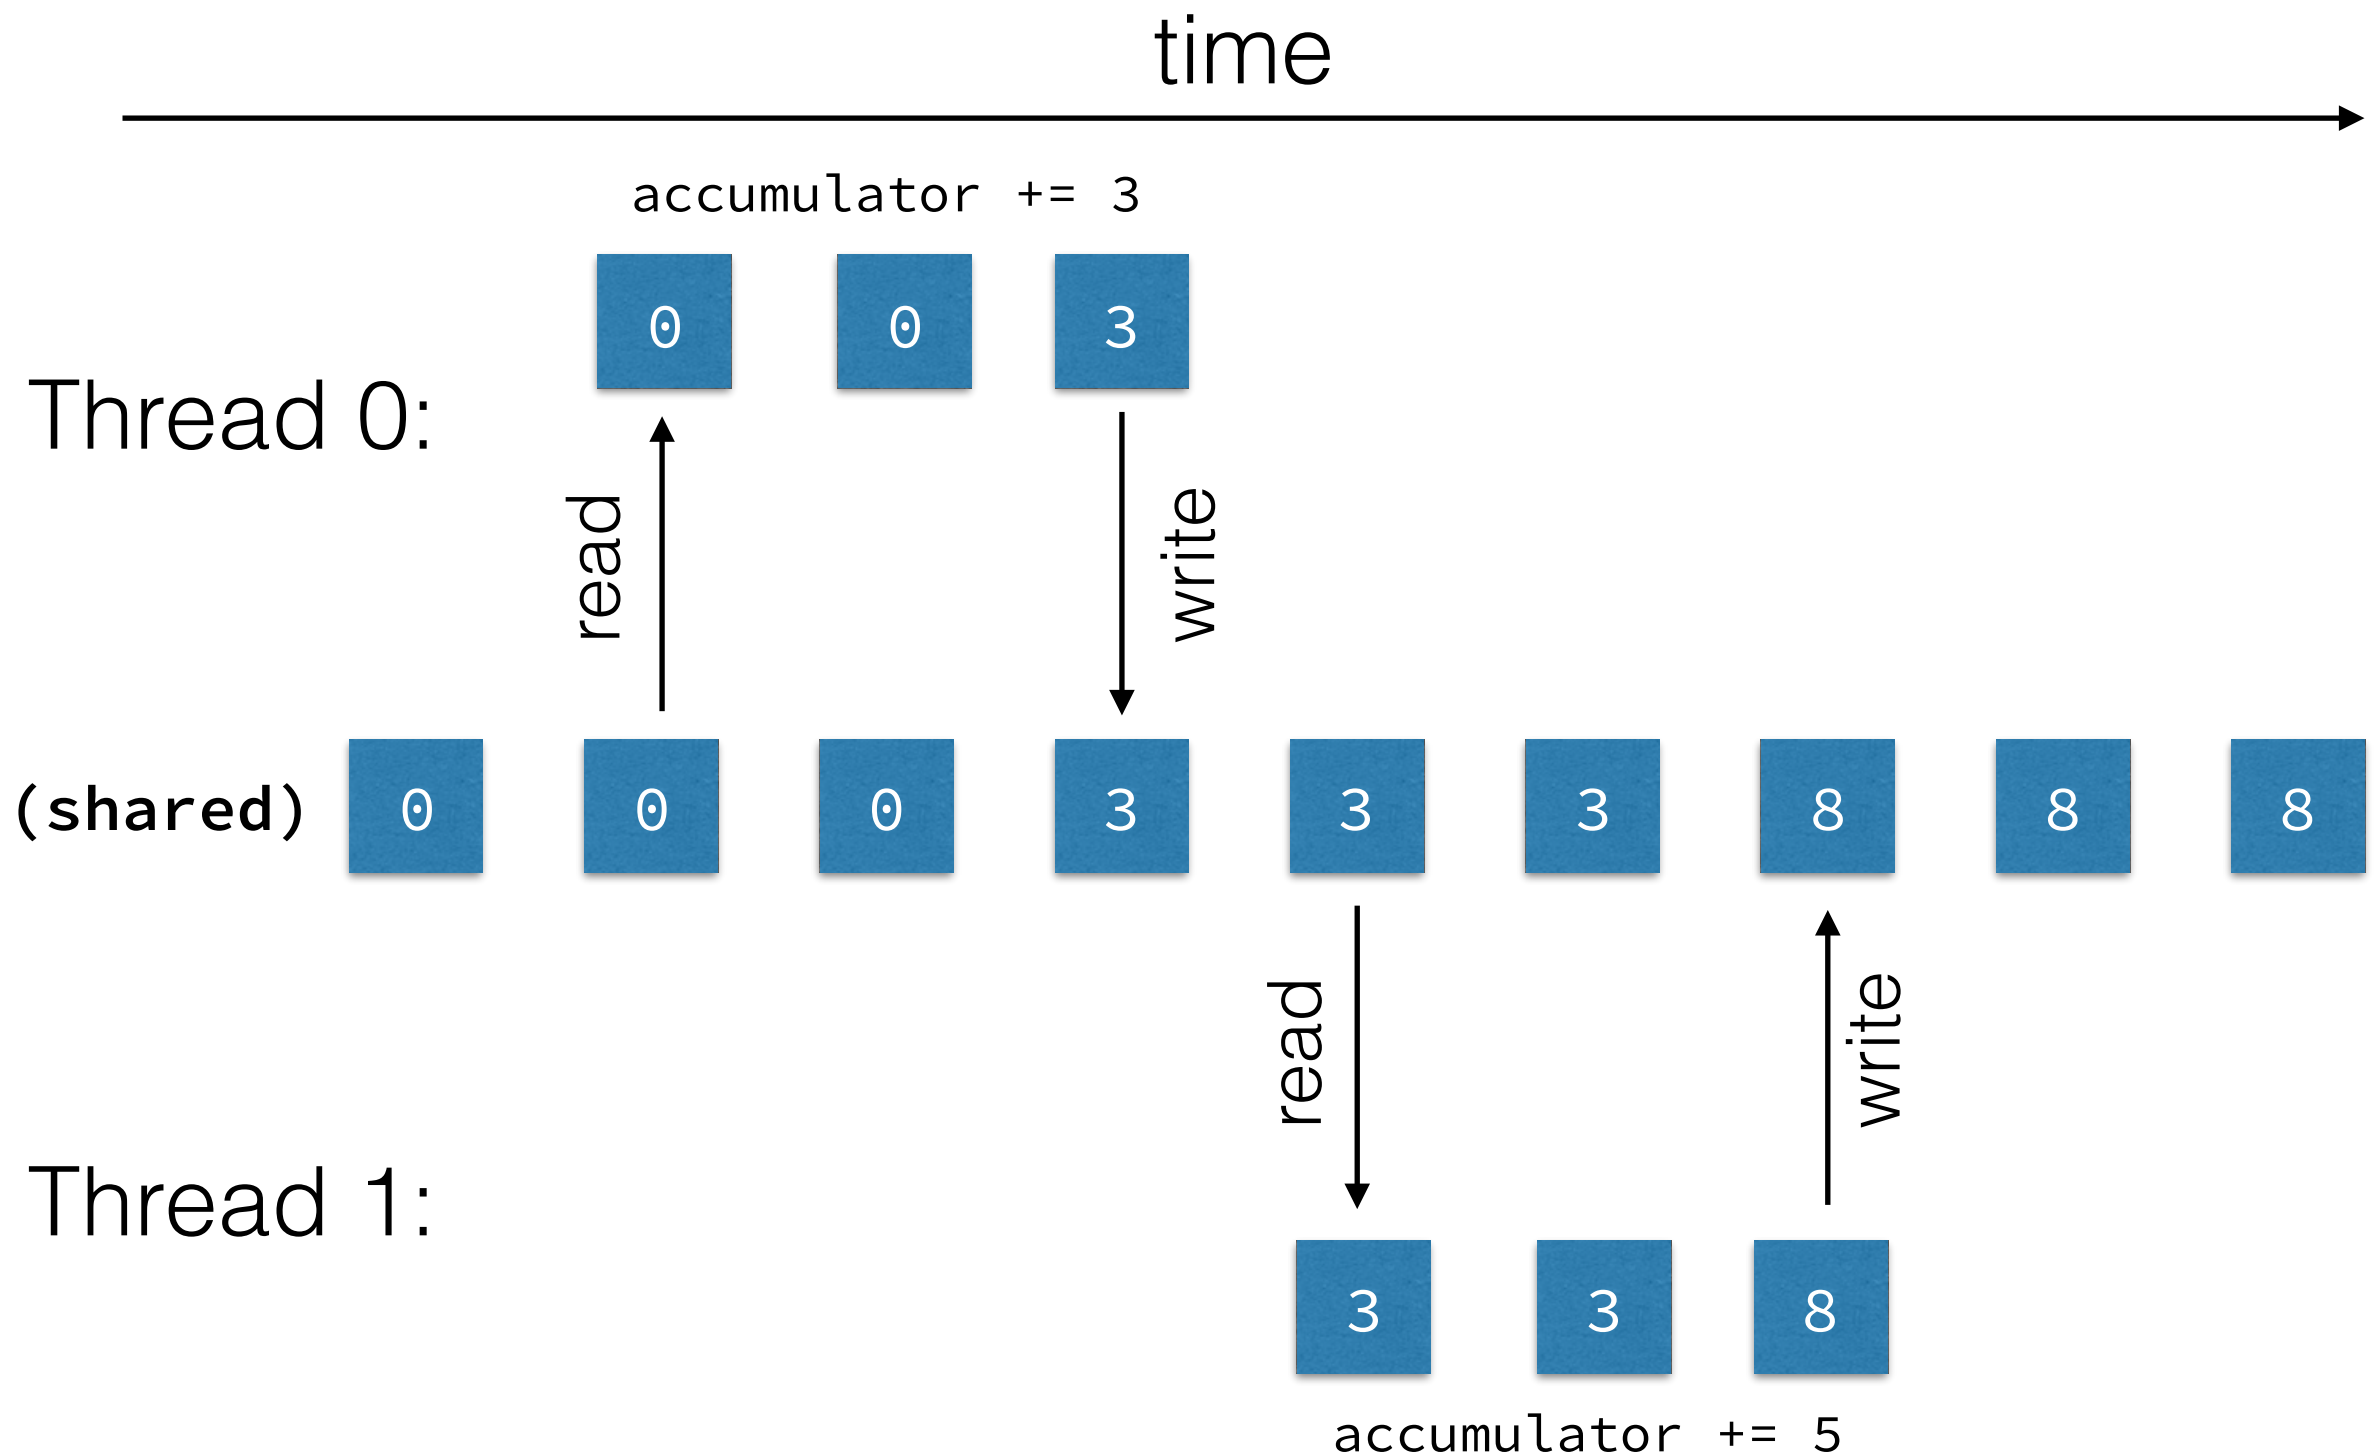 time
accumulator += 3
0 0 3
Thread 0:
read
write
(shared) 0 0 0 3 3 3 8 8 8
read
write
Thread 1:
3 3 8
accumulator += 5